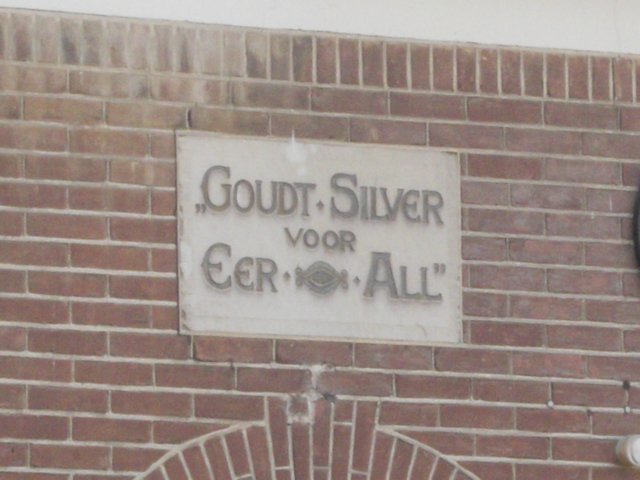 „GOUDT · SILVER
VOOR
EER · · ALL”